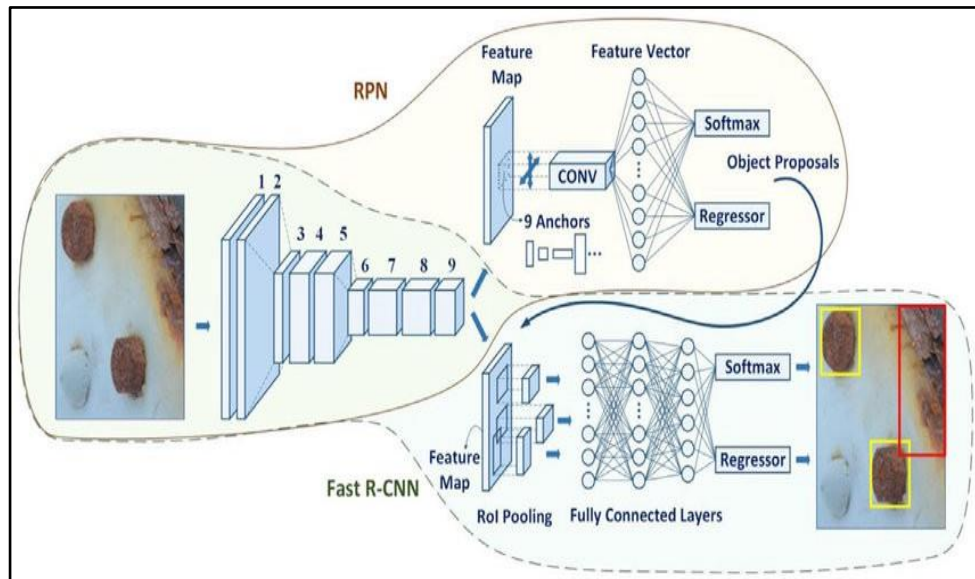 RPN
Feature
Map
Feature Vector
CONV
Softmax
Regressor
Object Proposals
9 Anchors
...
1 2
3 4 5
6 7 8 9
Feature
Map
Fast R-CNN
RoI Pooling
Fully Connected Layers
Softmax
Regressor